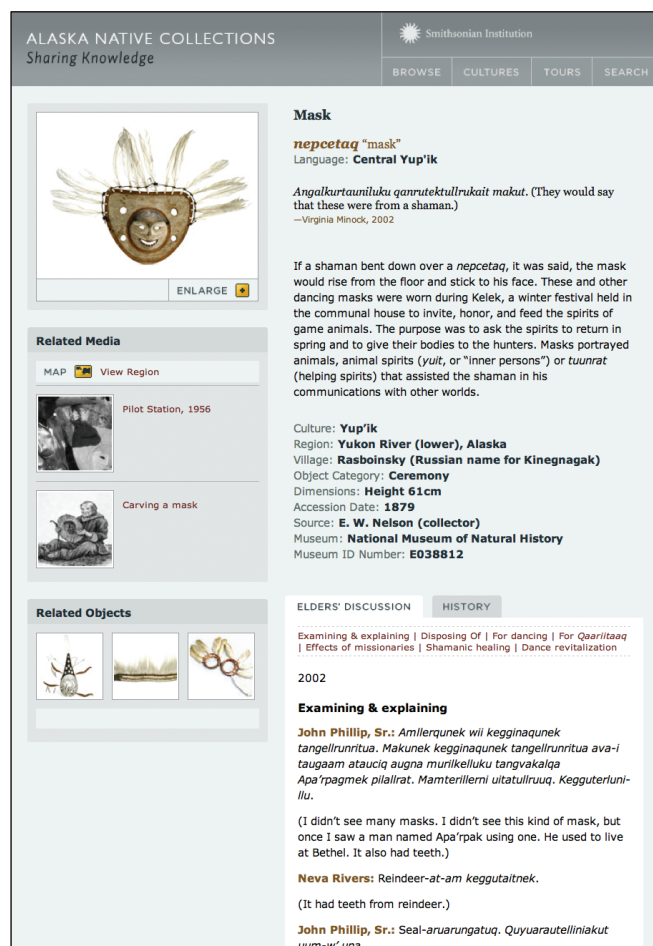 ALASKA NATIVE COLLECTIONS
Sharing Knowledge
Smithsonian Institution
BROWSE
CULTURES
TOURS
SEARCH
ENLARGE
Related Media
MAP
View Region
Pilot Station, 1956
Carving a mask
Related Objects
Mask
nepcetaq “mask”
Language: Central Yup'ik
Angalkurtauniluku qanrutektullrukait makut. (They would say
that these were from a shaman.)
—Virginia Minock, 2002
If a shaman bent down over a nepcetaq, it was said, the mask
would rise from the floor and stick to his face. These and other
dancing masks were worn during Kelek, a winter festival held in
the communal house to invite, honor, and feed the spirits of
game animals. The purpose was to ask the spirits to return in
spring and to give their bodies to the hunters. Masks portrayed
animals, animal spirits (yuit, or “inner persons”) or tuunrat
(helping spirits) that assisted the shaman in his
communications with other worlds.
Culture: Yup’ik
Region: Yukon River (lower), Alaska
Village: Rasboinsky (Russian name for Kinegnagak)
Object Category: Ceremony
Dimensions: Height 61cm
Accession Date: 1879
Source: E. W. Nelson (collector)
Museum: National Museum of Natural History
Museum ID Number: E038812
ELDERS’ DISCUSSION
HISTORY
Examining & explaining | Disposing Of | For dancing | For Qaariitaaq
| Effects of missionaries | Shamanic healing | Dance revitalization
2002
Examining & explaining
John Phillip, Sr.: Amllerqunek wii kegginaqunek
tangellrunritua. Makunek kegginaqunek tangellrunritua ava-i
taugaam atauciq augna murilkelluku tangvakalqa
Apa’rpagmek pilallrat. Mamterillerni uitatullruuq. Kegguterluni-
llu.
(I didn’t see many masks. I didn’t see this kind of mask, but
once I saw a man named Apa’rpak using one. He used to live
at Bethel. It also had teeth.)
Neva Rivers: Reindeer-at-am keggutaitnek.
(It had teeth from reindeer.)
John Phillip, Sr.: Seal-aruarungatuq. Quyuarautelliniakut